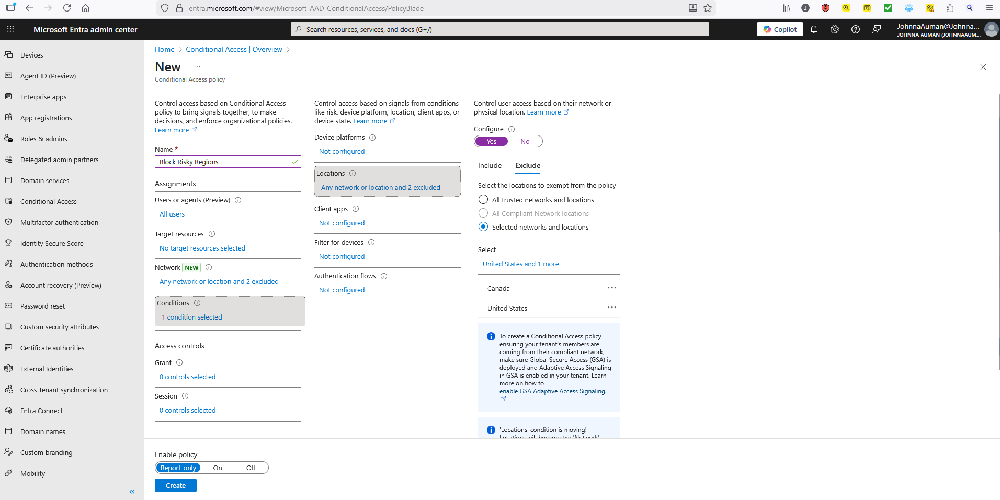 entra.microsoft.com/#view/Microsoft_AAD_ConditionalAccess/PolicyBlade
Microsoft Entra admin center
Search resources, services, and docs (G+/)
Copilot
JohnnaAuman@Johnna...
JOHNNA AUMAN (JOHNNAAUM...
Devices
Agent ID (Preview)
Enterprise apps
App registrations
Roles & admins
Delegated admin partners
Domain services
Conditional Access
Multifactor authentication
Identity Secure Score
Authentication methods
Account recovery (Preview)
Password reset
Custom security attributes
Certificate authorities
External Identities
Cross-tenant synchronization
Entra Connect
Domain names
Custom branding
Mobility
Home > Conditional Access | Overview >
New ...
Conditional Access policy
Control access based on Conditional Access
policy to bring signals together, to make
decisions, and enforce organizational policies.
Learn more
Name *
Block Risky Regions
Assignments
Users or agents (Preview)
All users
Target resources
No target resources selected
Network NEW
Any network or location and 2 excluded
Conditions
1 condition selected
Access controls
Grant
0 controls selected
Session
0 controls selected
Control access based on signals from conditions
like risk, device platform, location, client apps, or
device state. Learn more
Device platforms
Not configured
Locations
Any network or location and 2 excluded
Client apps
Not configured
Filter for devices
Not configured
Authentication flows
Not configured
Control user access based on their network or
physical location. Learn more
Configure
Yes No
Include Exclude
Select the locations to exempt from the policy
All trusted networks and locations
All Compliant Network locations
Selected networks and locations
Select
United States and 1 more
Canada
United States
To create a Conditional Access policy
ensuring your tenant's members are
coming from their compliant network,
make sure Global Secure Access (GSA) is
deployed and Adaptive Access Signaling
in GSA is enabled in your tenant. Learn
more on how to
enable GSA Adaptive Access Signaling.
'Locations' condition is moving!
Locations will become the 'Network'
Enable policy
Report-only On Off
Create